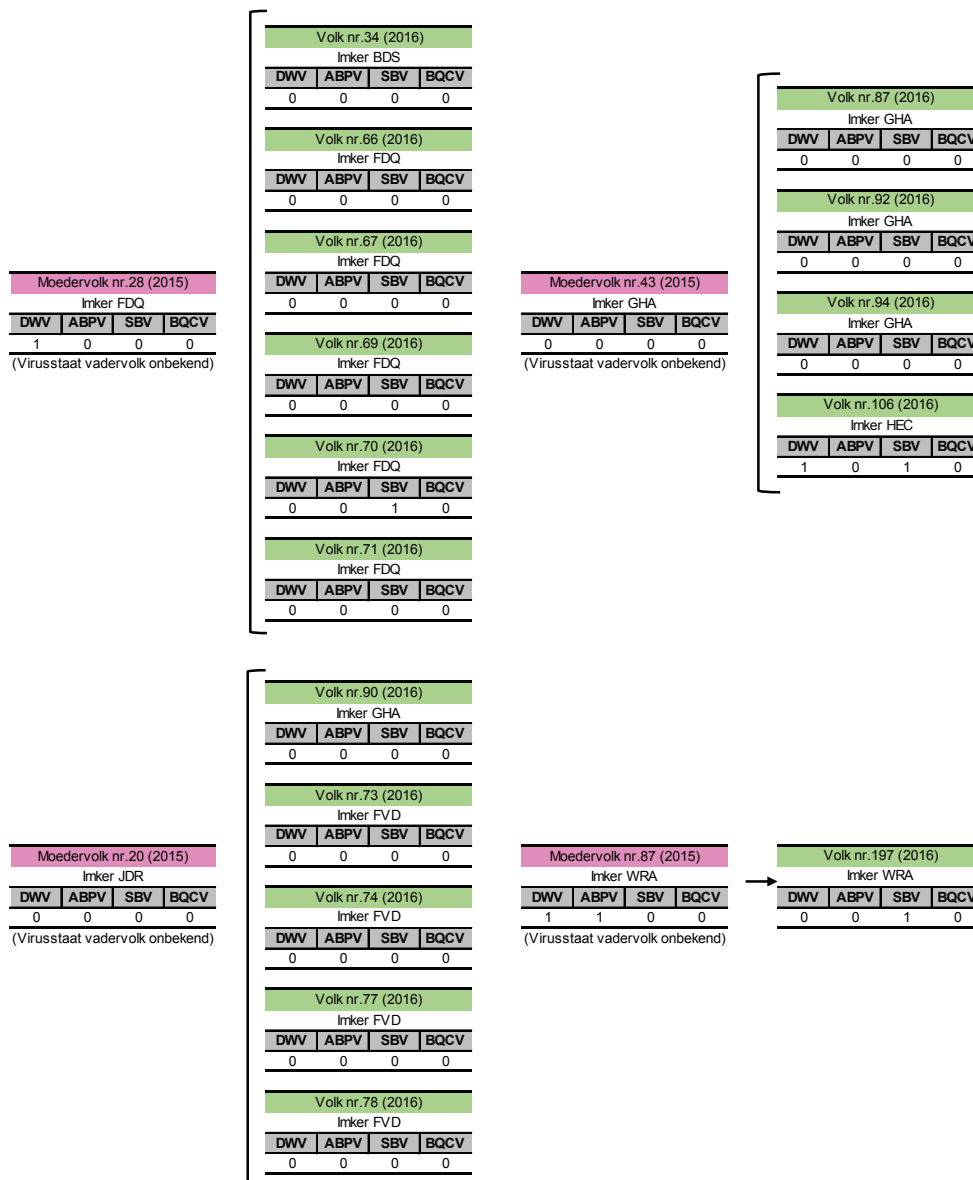 Moedervolk nr.28 (2015)
Imker FDQ
DWV ABPV SBV BQCV
1 0 0 0
(Virusstaat vadervolk onbekend)
Volk nr.34 (2016)
Imker BDS
DWV ABPV SBV BQCV
0 0 0 0
Volk nr.66 (2016)
Imker FDQ
DWV ABPV SBV BQCV
0 0 0 0
Volk nr.67 (2016)
Imker FDQ
DWV ABPV SBV BQCV
0 0 0 0
Volk nr.69 (2016)
Imker FDQ
DWV ABPV SBV BQCV
0 0 0 0
Volk nr.70 (2016)
Imker FDQ
DWV ABPV SBV BQCV
0 0 1 0
Volk nr.71 (2016)
Imker FDQ
DWV ABPV SBV BQCV
0 0 0 0
Moedervolk nr.43 (2015)
Imker GHA
DWV ABPV SBV BQCV
0 0 0 0
(Virusstaat vadervolk onbekend)
Volk nr.87 (2016)
Imker GHA
DWV ABPV SBV BQCV
0 0 0 0
Volk nr.92 (2016)
Imker GHA
DWV ABPV SBV BQCV
0 0 0 0
Volk nr.94 (2016)
Imker GHA
DWV ABPV SBV BQCV
0 0 0 0
Volk nr.106 (2016)
Imker HEC
DWV ABPV SBV BQCV
1 0 1 0
Moedervolk nr.20 (2015)
Imker JDR
DWV ABPV SBV BQCV
0 0 0 0
(Virusstaat vadervolk onbekend)
Volk nr.90 (2016)
Imker GHA
DWV ABPV SBV BQCV
0 0 0 0
Volk nr.73 (2016)
Imker FVD
DWV ABPV SBV BQCV
0 0 0 0
Volk nr.74 (2016)
Imker FVD
DWV ABPV SBV BQCV
0 0 0 0
Volk nr.77 (2016)
Imker FVD
DWV ABPV SBV BQCV
0 0 0 0
Volk nr.78 (2016)
Imker FVD
DWV ABPV SBV BQCV
0 0 0 0
Moedervolk nr.87 (2015)
Imker WRA
DWV ABPV SBV BQCV
1 1 0 0
(Virusstaat vadervolk onbekend)
Volk nr.197 (2016)
Imker WRA
DWV ABPV SBV BQCV
0 0 1 0